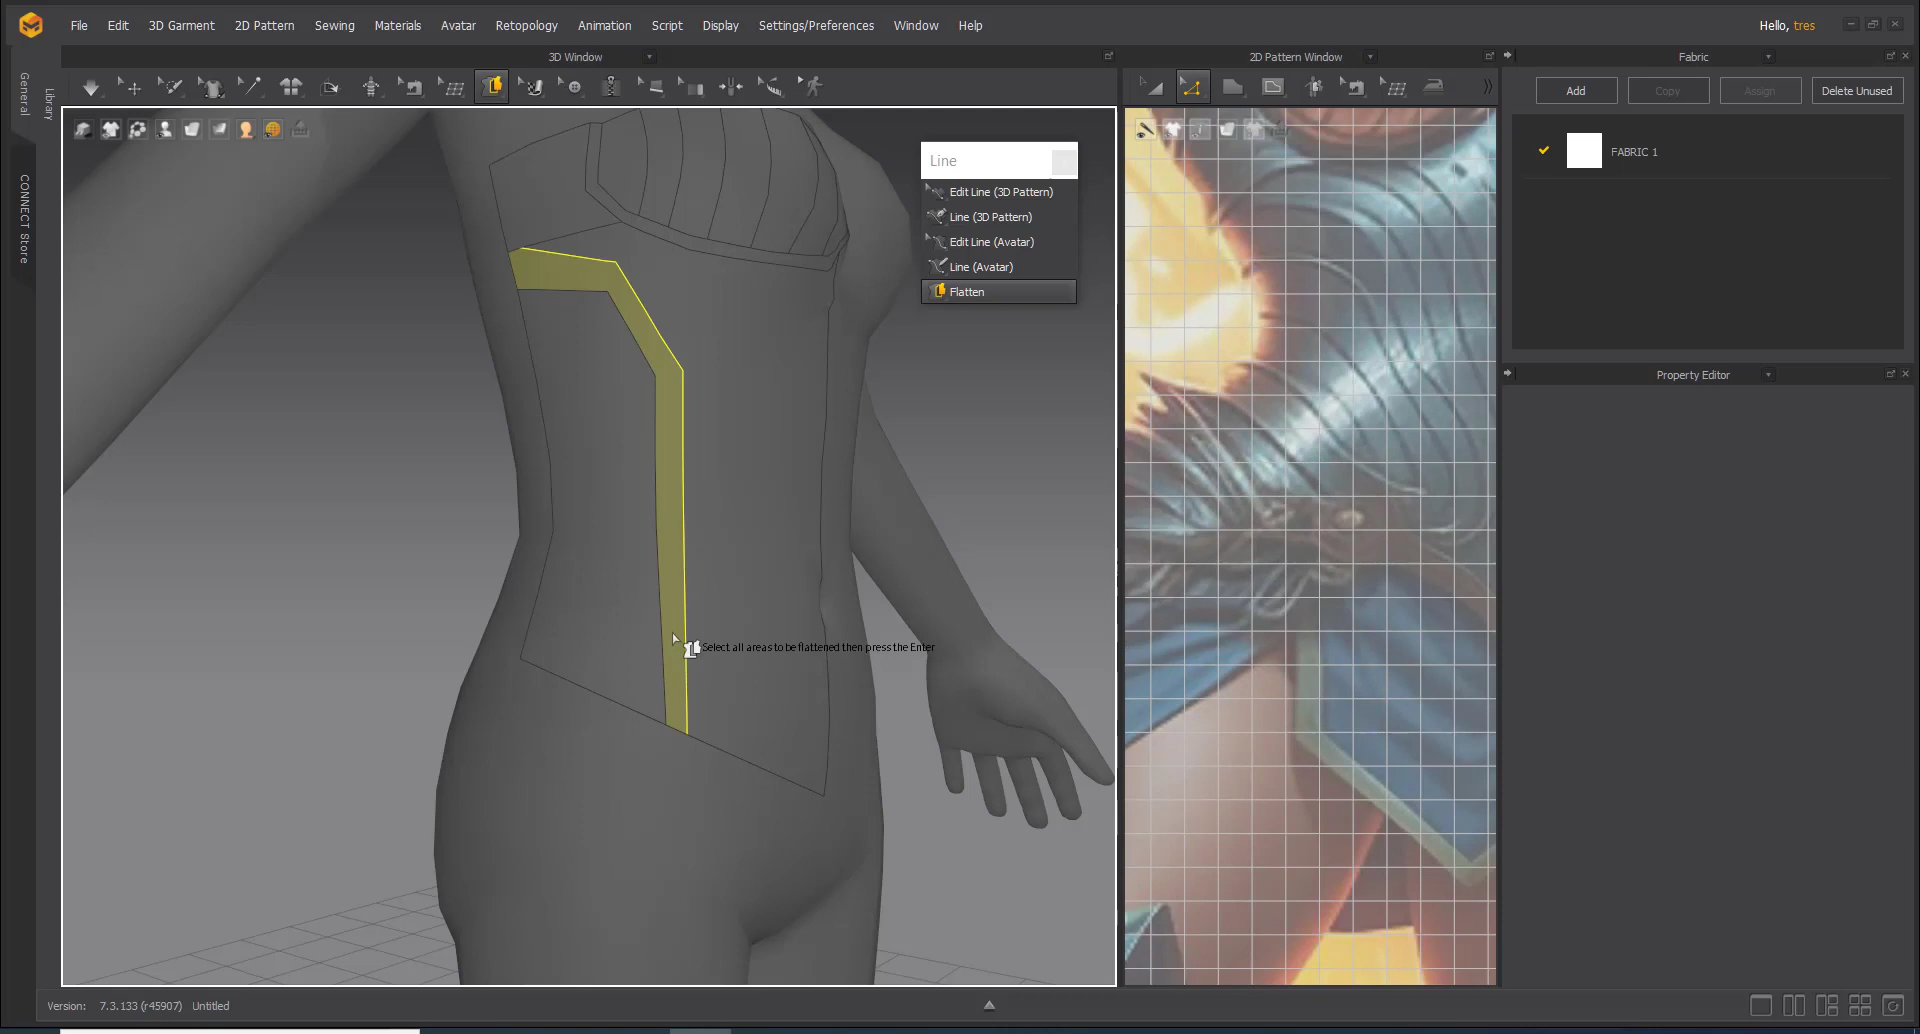 File Edit 3D Garment 2D Pattern Sewing Materials Avatar Retopology Animation Script Display Settings/Preferences Window Help
Hello, tres
3D Window
2D Pattern Window
Fabric
General
Library
CONNECT Store
Add
Copy
Assign
Delete Unused
FABRIC 1
Line
Edit Line (3D Pattern)
Line (3D Pattern)
Edit Line (Avatar)
Line (Avatar)
Flatten
Property Editor
Select all areas to be flattened then press the Enter
Version: 7.3.133 (r45907) Untitled